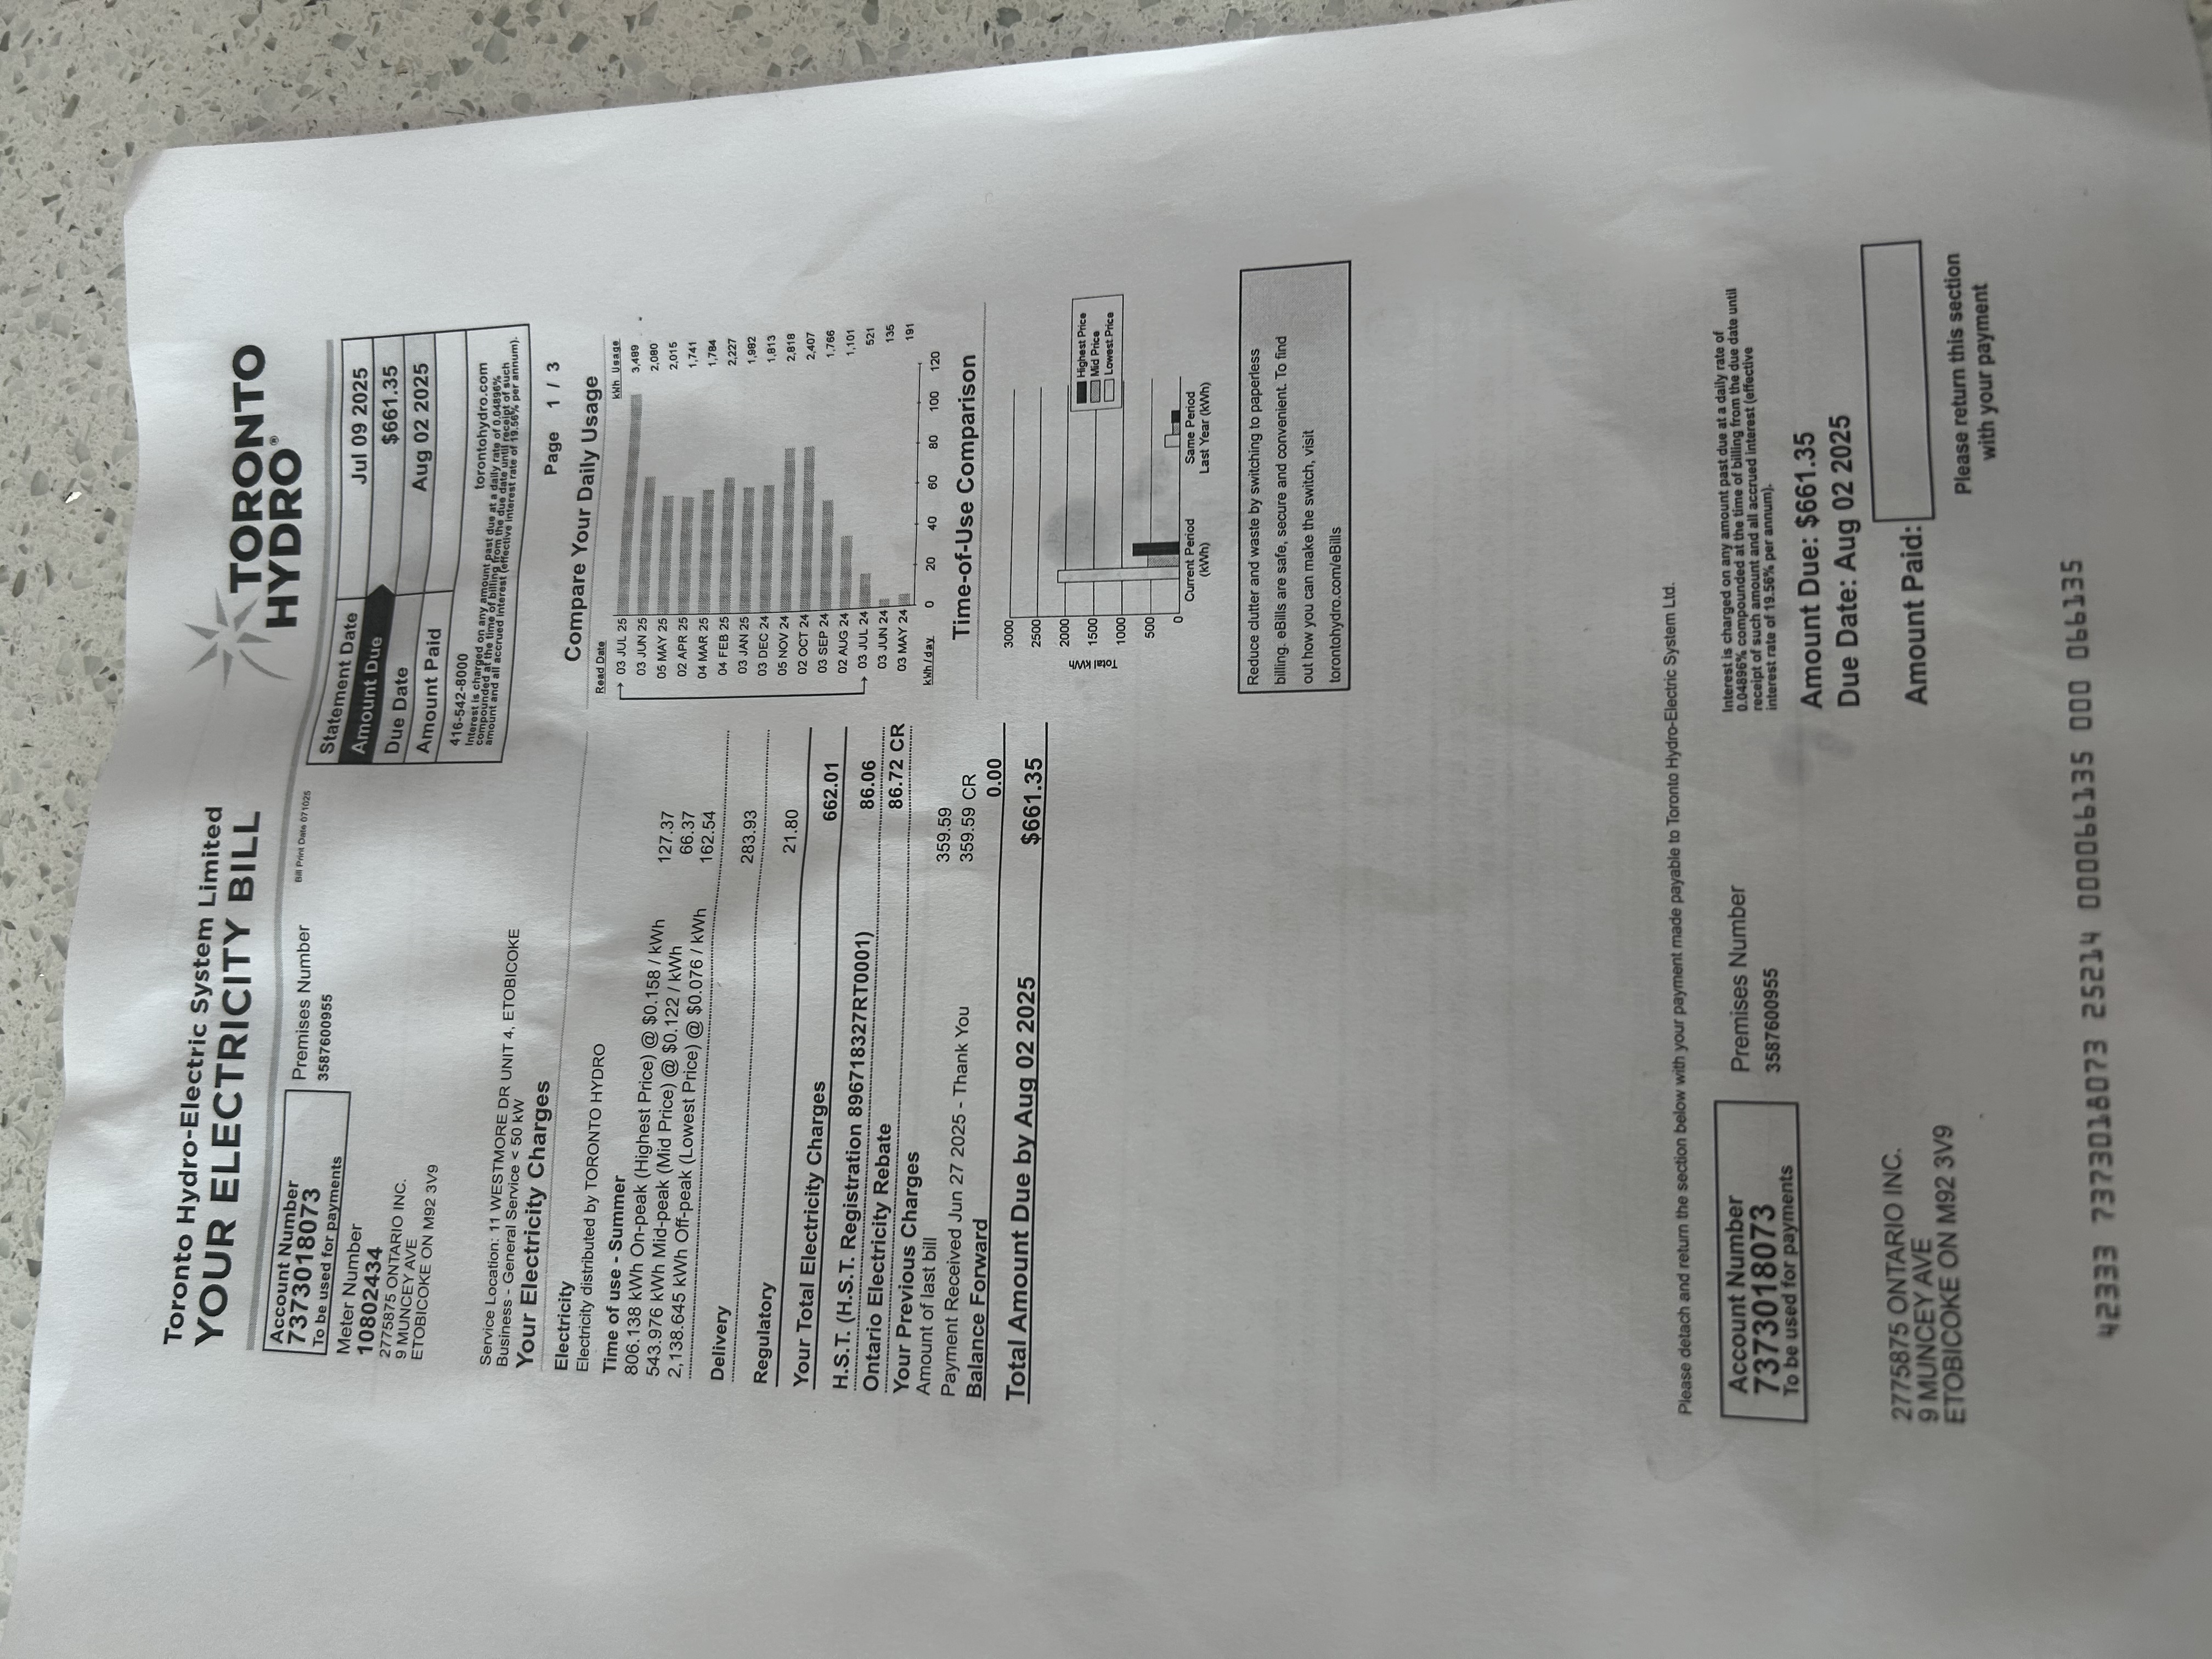 Toronto Hydro-Electric System Limited
YOUR ELECTRICITY BILL
TORONTO
HYDRO®
Account Number
7373018073
To be used for payments
Premises Number
3587600955
Bill Print Date 071025
Meter Number
10802434
2775875 ONTARIO INC.
9 MUNCEY AVE
ETOBICOKE ON M92 3V9
Statement Date Jul 09 2025
Amount Due $661.35
Due Date Aug 02 2025
Amount Paid
416-542-8000 torontohydro.com
Interest is charged on any amount past due at a daily rate of 0.04896%
compounded at the time of billing from the due date until receipt of such
amount and all accrued interest (effective interest rate of 19.56% per annum).
Service Location: 11 WESTMORE DR UNIT 4, ETOBICOKE
Business - General Service < 50 kW
Your Electricity Charges
Electricity
Electricity distributed by TORONTO HYDRO
Time of use - Summer
806.138 kWh On-peak (Highest Price) @ $0.158 / kWh 127.37
543.976 kWh Mid-peak (Mid Price) @ $0.122 / kWh 66.37
2,138.645 kWh Off-peak (Lowest Price) @ $0.076 / kWh 162.54
Delivery 283.93
Regulatory 21.80
Your Total Electricity Charges 662.01
H.S.T. (H.S.T. Registration 896718327RT0001) 86.06
Ontario Electricity Rebate 86.72 CR
Your Previous Charges
Amount of last bill 359.59
Payment Received Jun 27 2025 - Thank You 359.59 CR
Balance Forward 0.00
Total Amount Due by Aug 02 2025 $661.35
Page 1 / 3
Compare Your Daily Usage
Read Date kWh Usage
03 JUL 25 3,489
03 JUN 25 2,080
05 MAY 25 2,015
02 APR 25 1,741
04 MAR 25 1,784
04 FEB 25 2,227
03 JAN 25 1,982
03 DEC 24 1,813
05 NOV 24 2,818
02 OCT 24 2,407
03 SEP 24 1,766
02 AUG 24 1,101
03 JUL 24 521
03 JUN 24 135
03 MAY 24 191
kWh/day 0 20 40 60 80 100 120
Time-of-Use Comparison
3000
2500
2000
1500
1000
500
0
Total kWh
Highest Price
Mid Price
Lowest Price
Current Period
(kWh)
Same Period
Last Year (kWh)
Reduce clutter and waste by switching to paperless
billing. eBills are safe, secure and convenient. To find
out how you can make the switch, visit
torontohydro.com/eBills
Please detach and return the section below with your payment made payable to Toronto Hydro-Electric System Ltd.
Account Number
7373018073
To be used for payments
Premises Number
3587600955
Interest is charged on any amount past due at a daily rate of
0.04896% compounded at the time of billing from the due date until
receipt of such amount and all accrued interest (effective
interest rate of 19.56% per annum).
Amount Due: $661.35
Due Date: Aug 02 2025
Amount Paid:
Please return this section
with your payment
2775875 ONTARIO INC.
9 MUNCEY AVE
ETOBICOKE ON M92 3V9
42333 7373018073 25214 000066135 000 066135